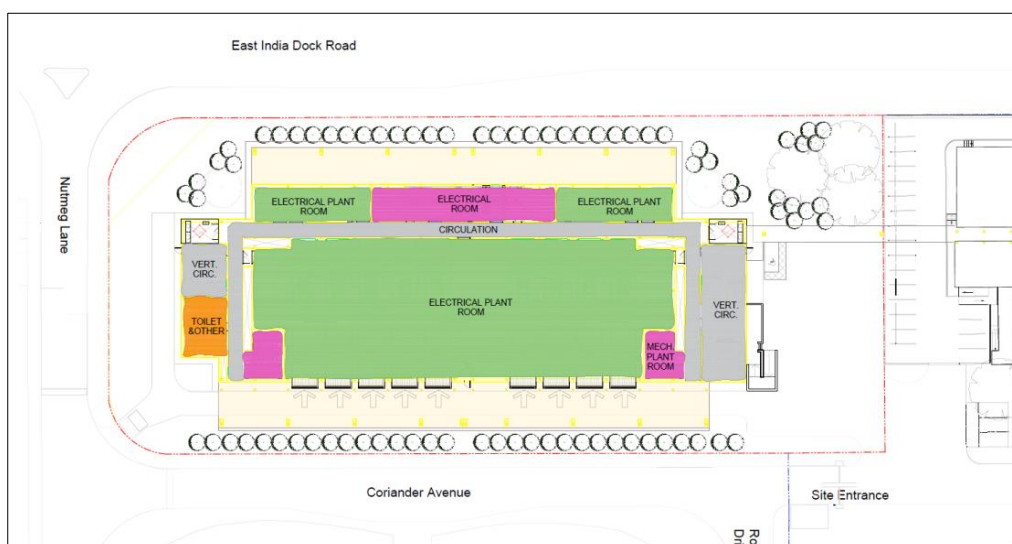 East India Dock Road
Nutmeg Lane
ELECTRICAL PLANT
ROOM
ELECTRICAL
ROOM
ELECTRICAL PLANT
ROOM
CIRCULATION
VERT.
CIRC.
ELECTRICAL PLANT
ROOM
VERT.
CIRC.
TOILET
&OTHER
MECH.
PLANT
ROOM
Coriander Avenue
Site Entrance